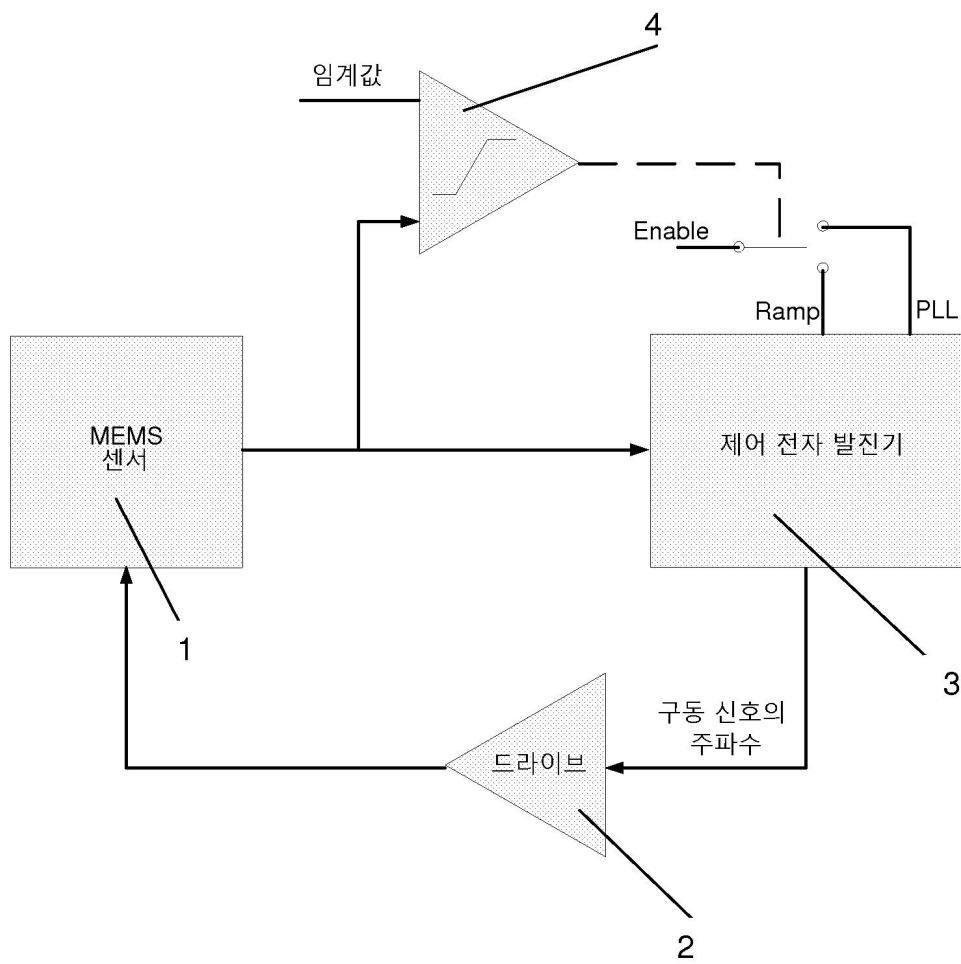 4
임계값
Enable
Ramp
PLL
MEMS
센서
제어 전자 발진기
1
3
구동 신호의
주파수
드라이브
2